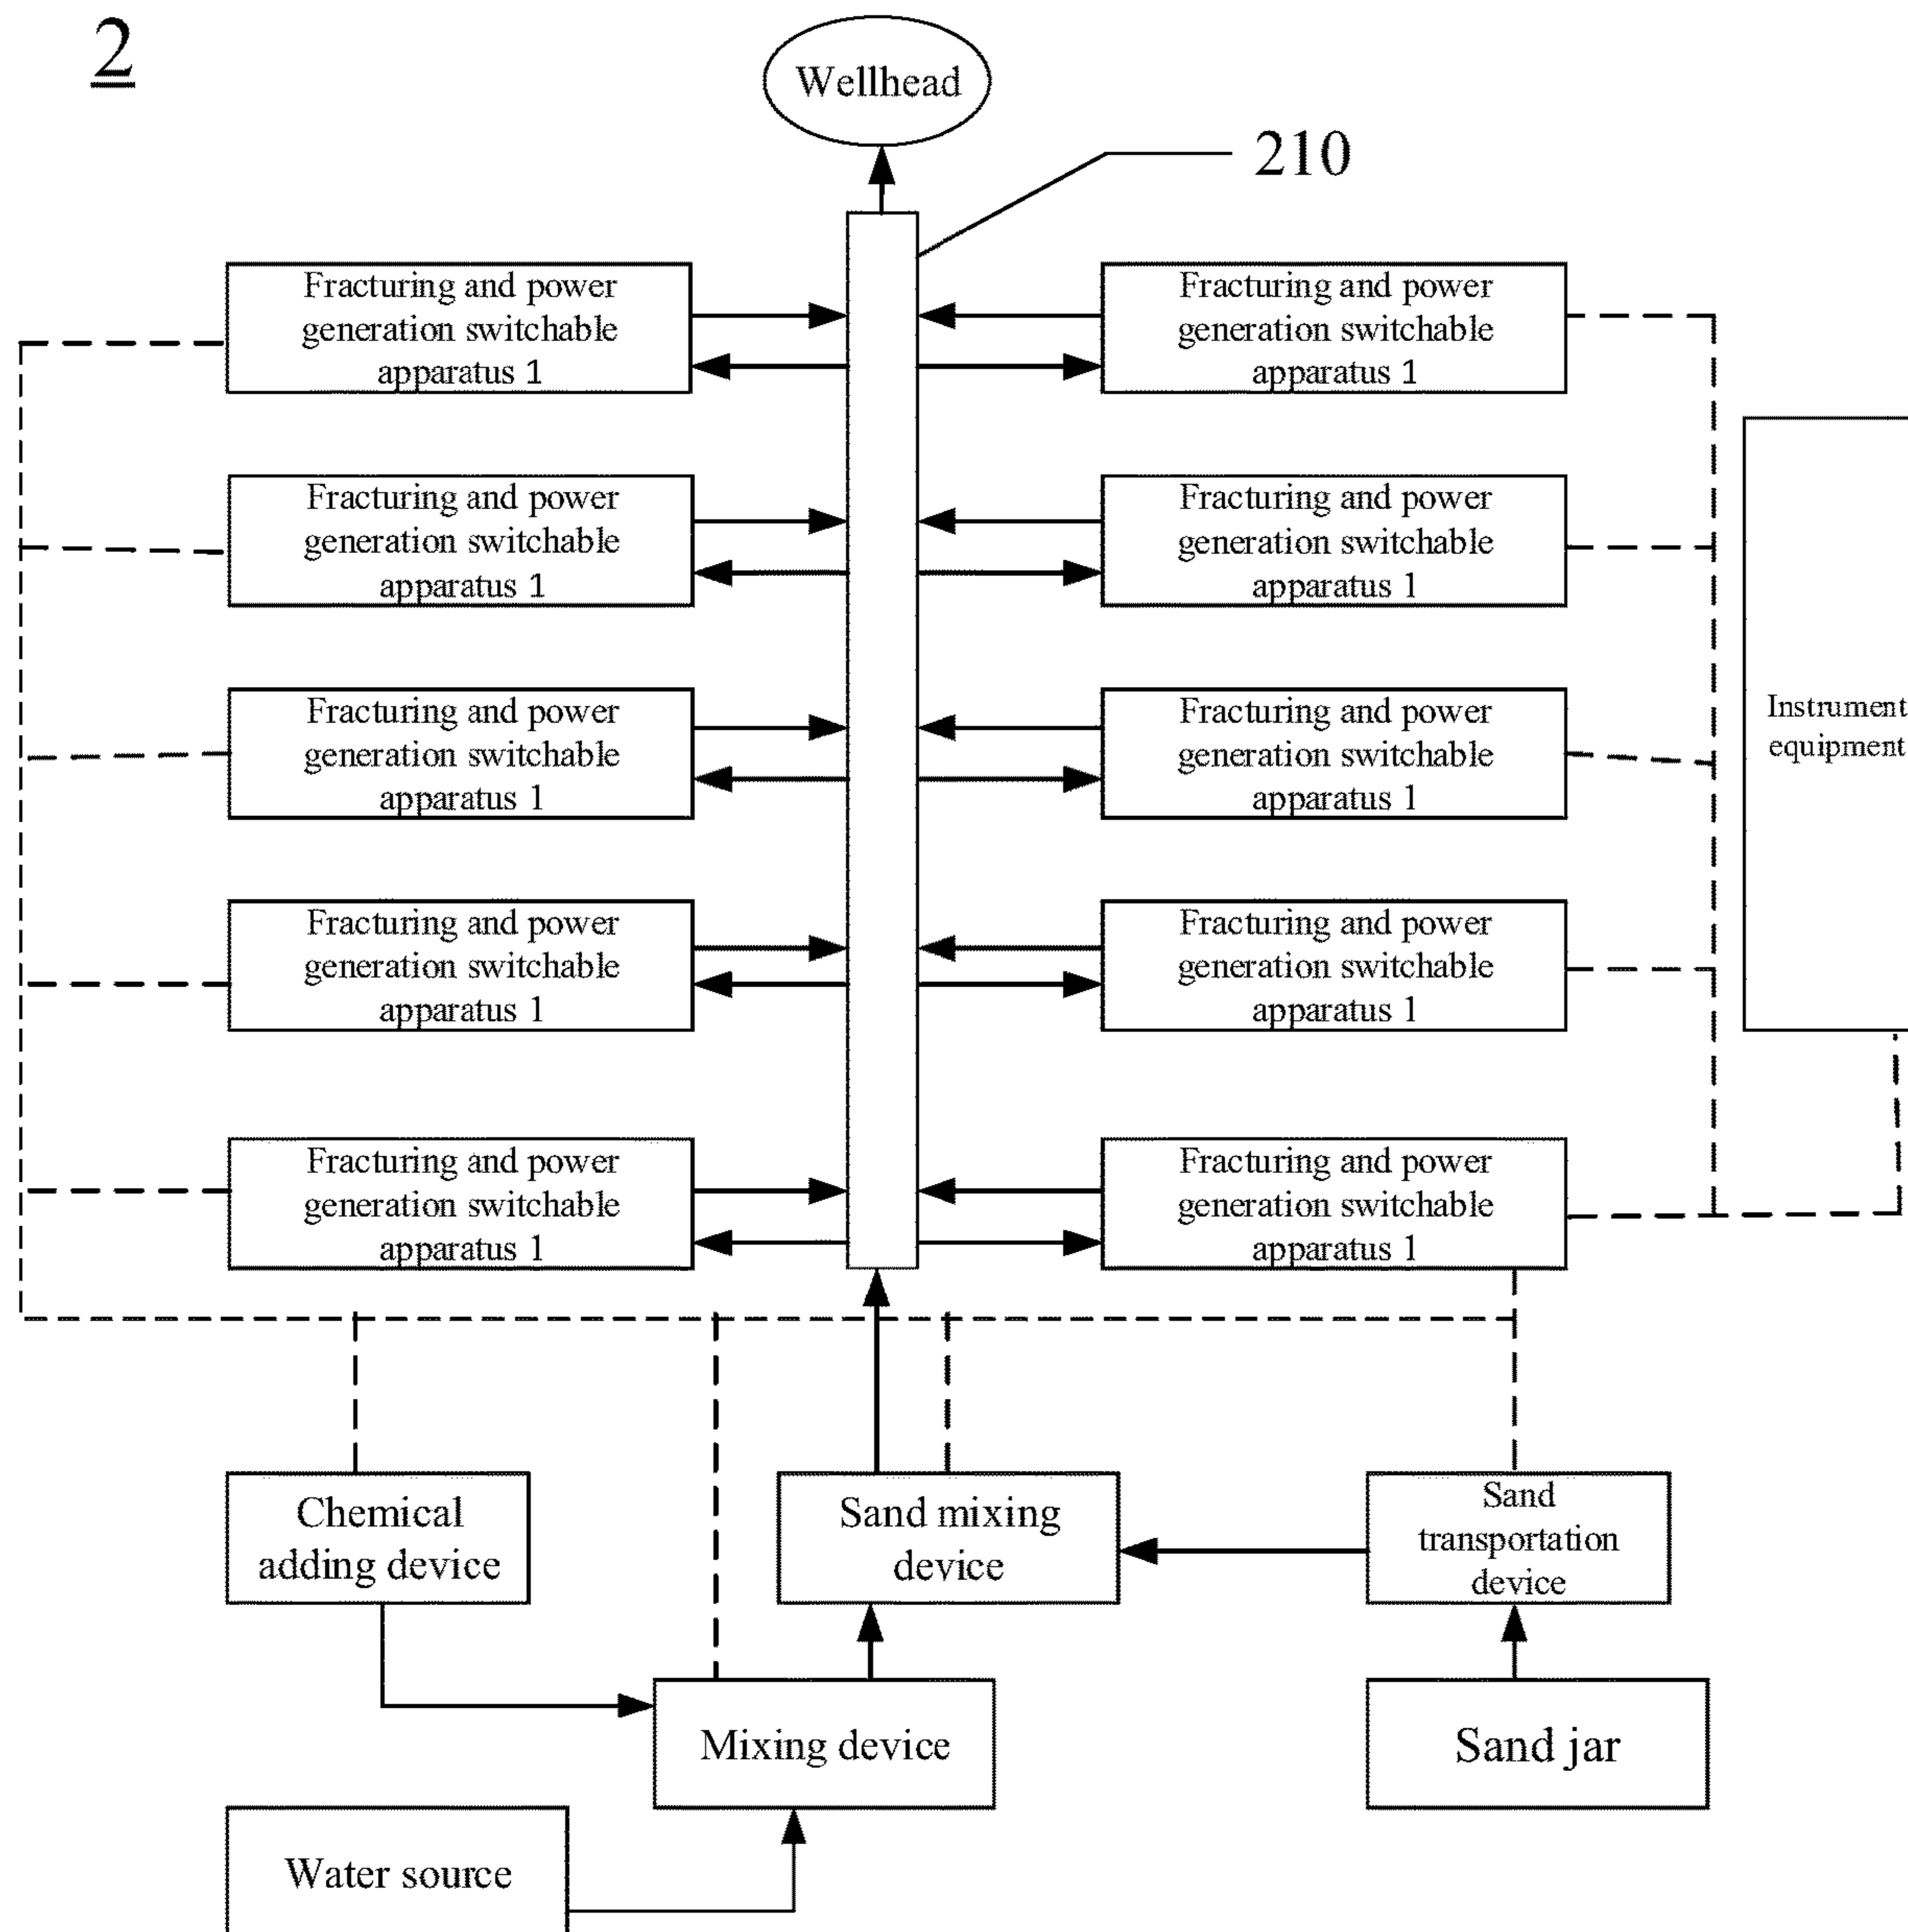 2
Wellhead
210
Fracturing and power
generation switchable
apparatus 1
Fracturing and power
generation switchable
apparatus 1
Fracturing and power
generation switchable
apparatus 1
Fracturing and power
generation switchable
apparatus 1
Fracturing and power
generation switchable
apparatus 1
Fracturing and power
generation switchable
apparatus 1
Instrument
equipment
Fracturing and power
generation switchable
apparatus 1
Fracturing and power
generation switchable
apparatus 1
Fracturing and power
generation switchable
apparatus 1
Fracturing and power
generation switchable
apparatus 1
Chemical
adding device
Sand mixing
device
Sand
transportation
device
Mixing device
Sand jar
Water source